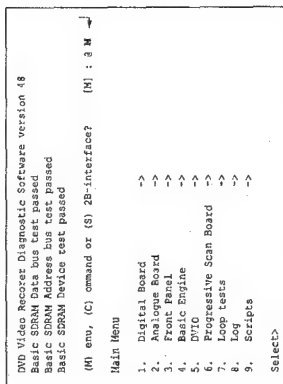 DVD Video Recorer Diagnostic Software version 48
Basic SDRAM Data bus test passed
Basic SDRAM Address bus test passed
Basic SDRAM Device test passed
(M) enu, (C) ommand or (S) 2B-interface? [M] : @ M
Main Menu
1. Digital Board ->
2. Analogue Board ->
3. Front Panel ->
4. Basic Engine ->
5. DVIO ->
6. Progressive Scan Board ->
7. Loop tests ->
8. Log ->
9. Scripts ->
Select>